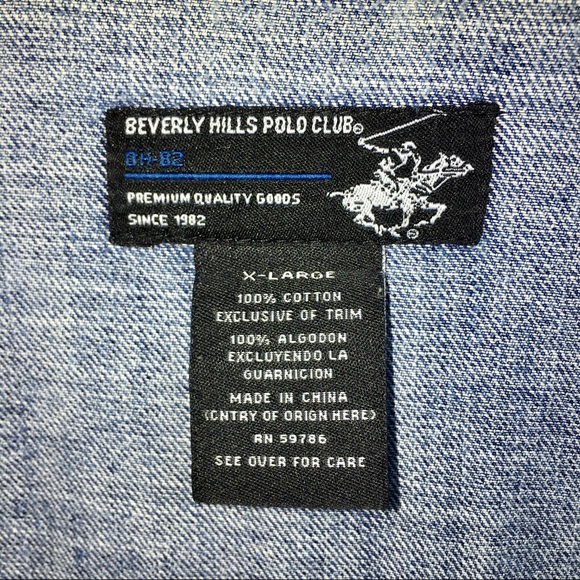 BEVERLY HILLS POLO CLUB®
BH-82
PREMIUM QUALITY GOODS
SINCE 1982
®
X-LARGE
100% COTTON
EXCLUSIVE OF TRIM
100% ALGODON
EXCLUYENDO LA
GUARNICION
MADE IN CHINA
(CNTRY OF ORIGN HERE)
RN 59786
SEE OVER FOR CARE